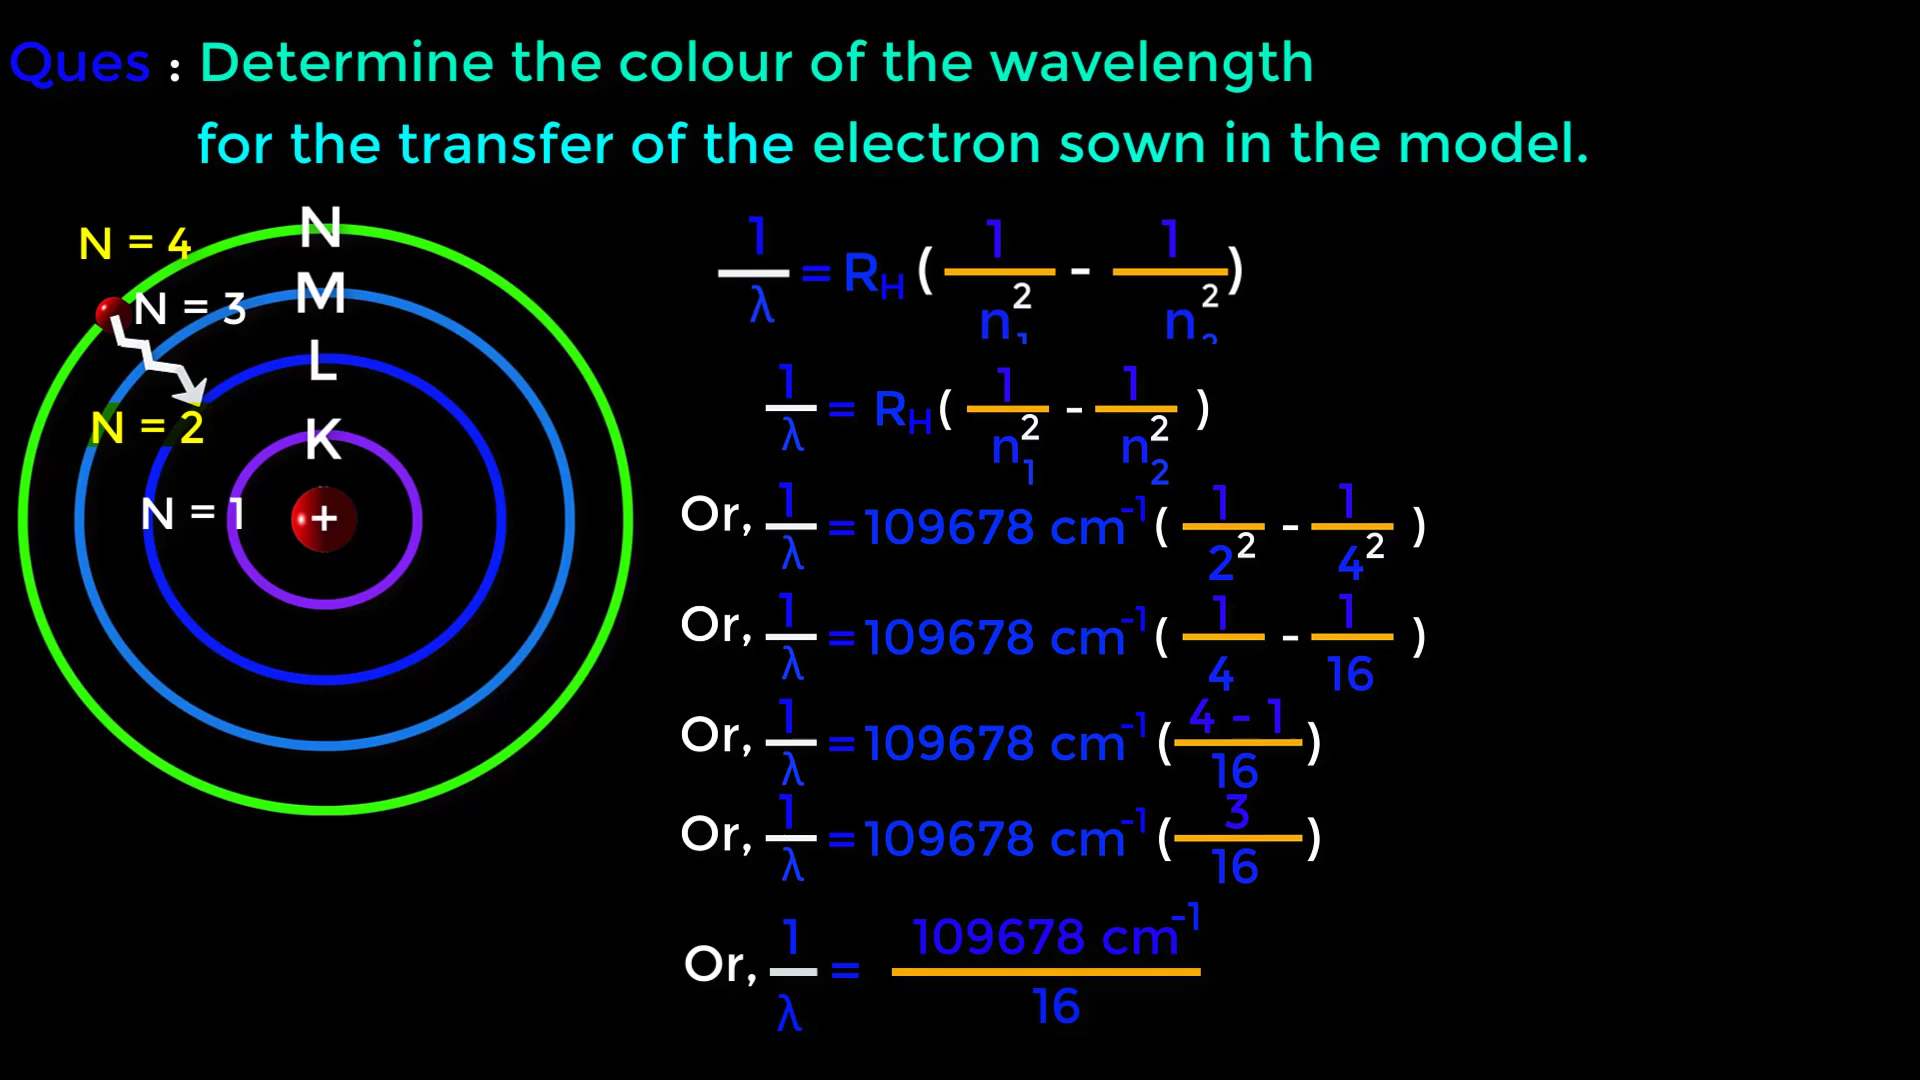 Ques : Determine the colour of the wavelength
for the transfer of the electron sown in the model.
N = 4
N
N = 3
M
L
N = 2
K
N = 1
+
1/λ = R_H ( 1/n₁² - 1/n₂² )
1/λ = R_H ( 1/n₁² - 1/n₂² )
Or, 1/λ = 109678 cm⁻¹ ( 1/2² - 1/4² )
Or, 1/λ = 109678 cm⁻¹ ( 1/4 - 1/16 )
Or, 1/λ = 109678 cm⁻¹ ( 4 - 1/16 )
Or, 1/λ = 109678 cm⁻¹ ( 3/16 )
Or, 1/λ = 109678 cm⁻¹/16